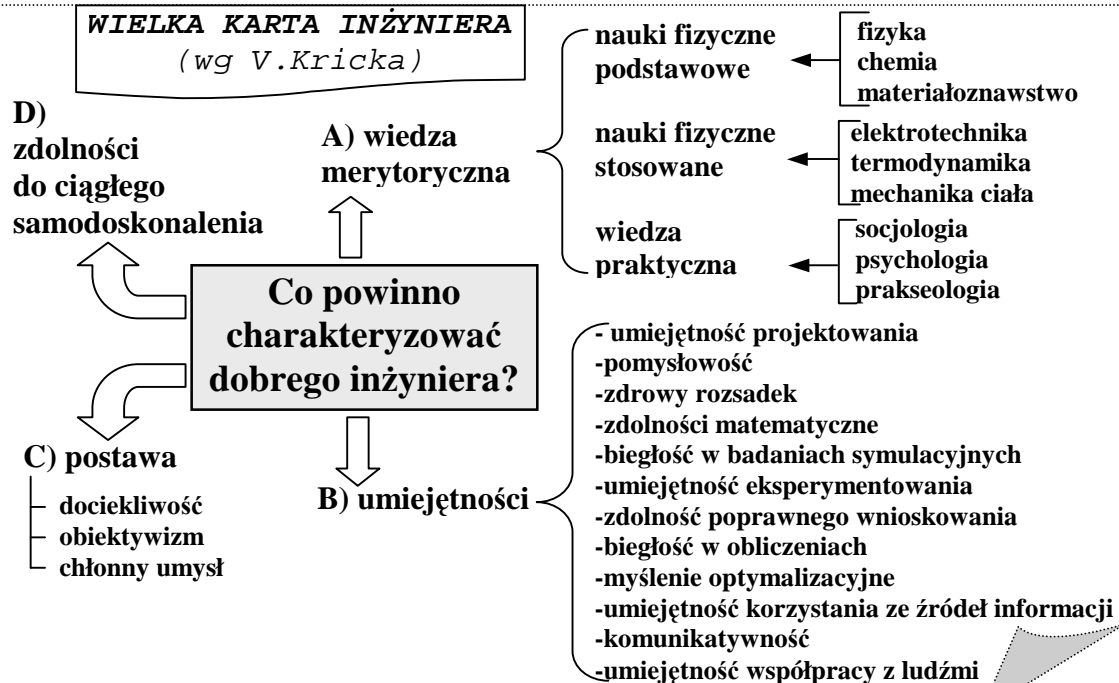 WIELKA KARTA INŻYNIERA
(wg V.Kricka)
D)
zdolności
do ciągłego
samodoskonalenia
A) wiedza
merytoryczna
nauki fizyczne
podstawowe
fizyka
chemia
materiałoznawstwo
nauki fizyczne
stosowane
elektrotechnika
termodynamika
mechanika ciała
wiedza
praktyczna
socjologia
psychologia
prakseologia
Co powinno
charakteryzować
dobrego inżyniera?
C) postawa
dociekliwość
obiektywizm
chłonny umysł
B) umiejętności
- umiejętność projektowania
-pomysłowość
-zdrowy rozsadek
-zdolności matematyczne
-biegłość w badaniach symulacyjnych
-umiejętność eksperymentowania
-zdolność poprawnego wnioskowania
-biegłość w obliczeniach
-myślenie optymalizacyjne
-umiejętność korzystania ze źródeł informacji
-komunikatywność
-umiejętność współpracy z ludźmi